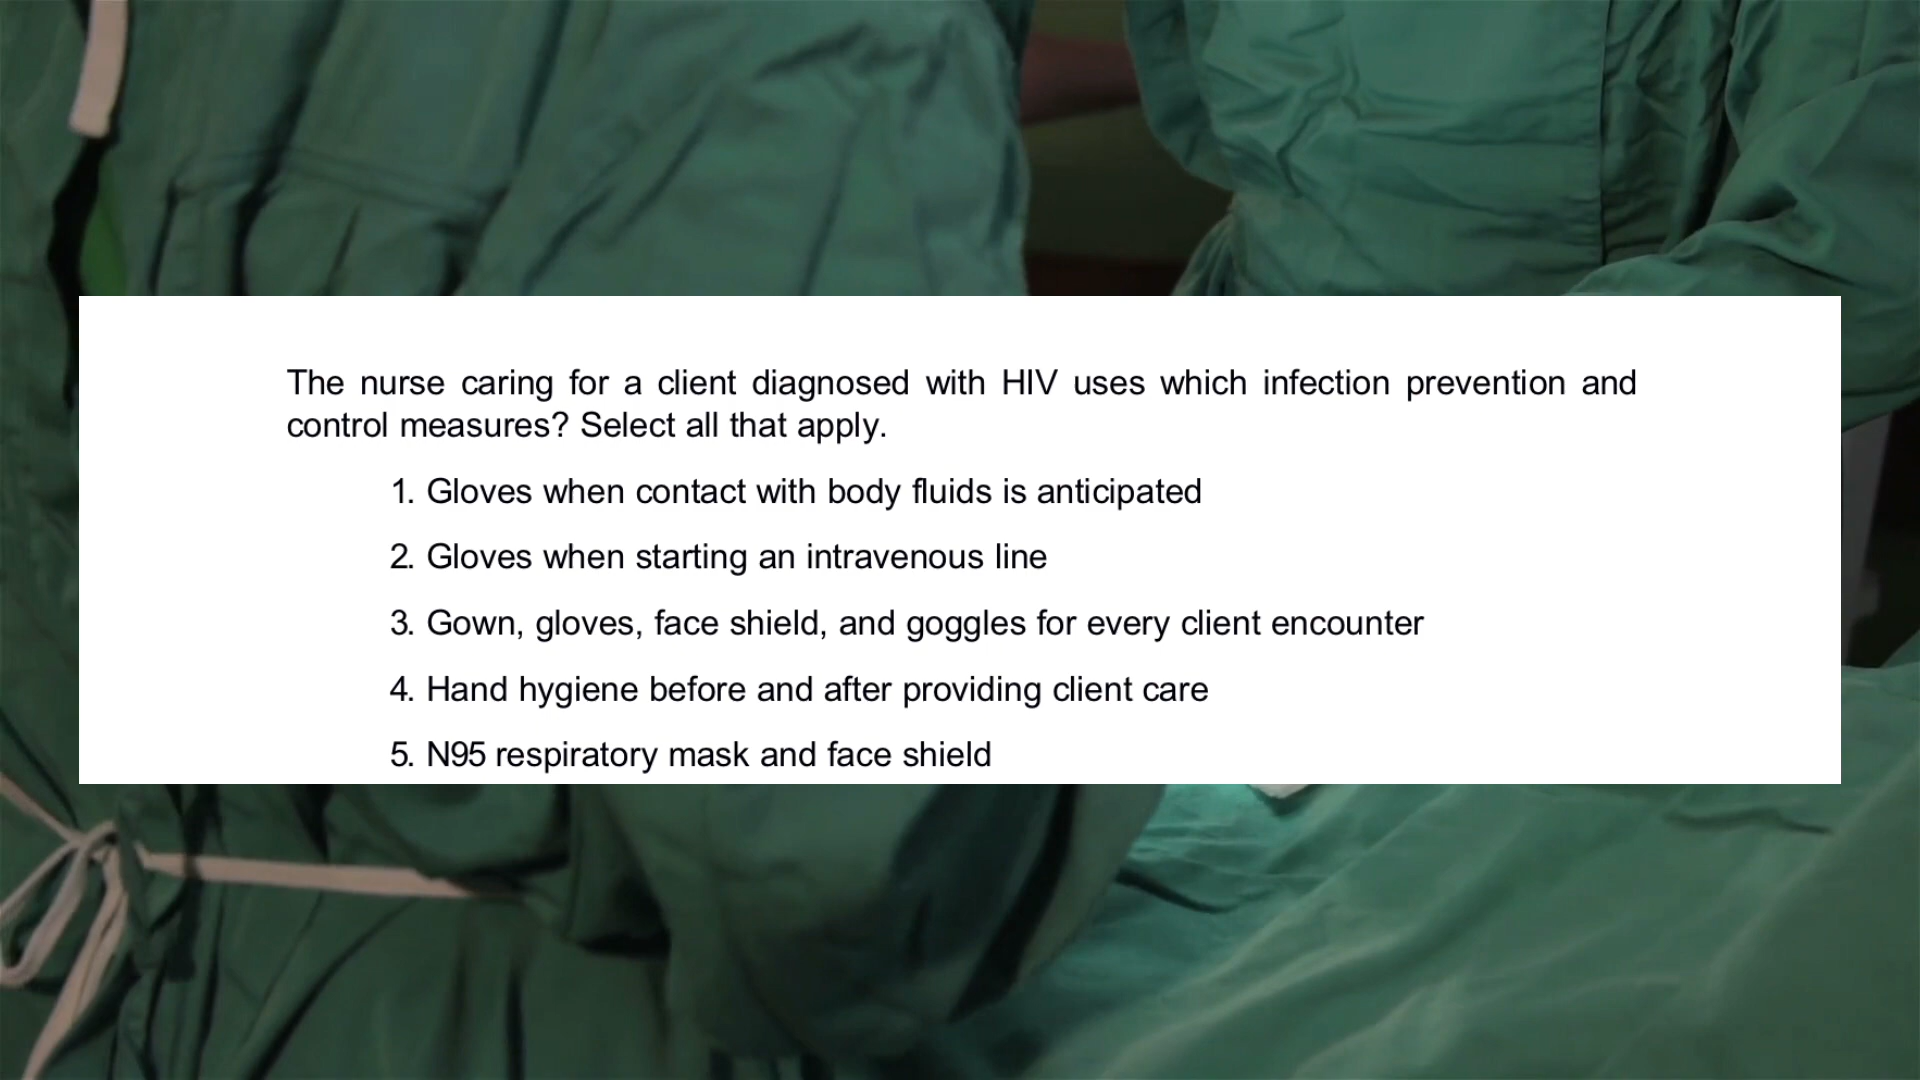 The nurse caring for a client diagnosed with HIV uses which infection prevention and
control measures? Select all that apply.
1. Gloves when contact with body fluids is anticipated
2. Gloves when starting an intravenous line
3. Gown, gloves, face shield, and goggles for every client encounter
4. Hand hygiene before and after providing client care
5. N95 respiratory mask and face shield